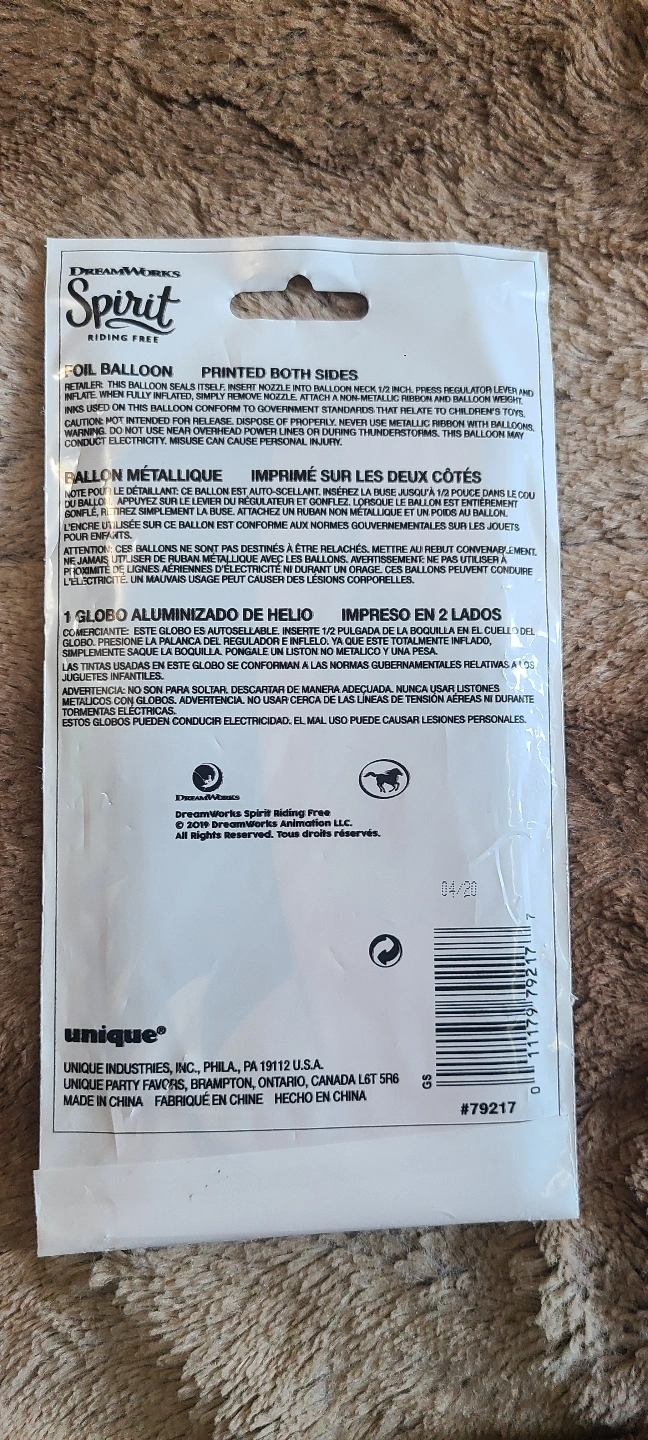 DREAMWORKS
Spirit
RIDING FREE
FOIL BALLOON PRINTED BOTH SIDES
RETAILER: THIS BALLOON SEALS ITSELF. INSERT NOZZLE INTO BALLOON NECK 1/2 INCH. PRESS REGULATOR LEVER AND
INFLATE. WHEN FULLY INFLATED, SIMPLY REMOVE NOZZLE. ATTACH A NON-METALLIC RIBBON AND BALLOON WEIGHT.
INKS USED ON THIS BALLOON CONFORM TO GOVERNMENT STANDARDS THAT RELATE TO CHILDREN'S TOYS.
CAUTION: NOT INTENDED FOR RELEASE. DISPOSE OF PROPERLY. NEVER USE METALLIC RIBBON WITH BALLOONS.
WARNING. DO NOT USE NEAR OVERHEAD POWER LINES OR DURING THUNDERSTORMS. THIS BALLOON MAY
CONDUCT ELECTRICITY. MISUSE CAN CAUSE PERSONAL INJURY.
BALLON MÉTALLIQUE IMPRIMÉ SUR LES DEUX CÔTÉS
NOTE POUR LE DÉTAILLANT: CE BALLON EST AUTO-SCELLANT. INSÉREZ LA BUSE JUSQU'À 1/2 POUCE DANS LE COU
DU BALLON. APPUYEZ SUR LE LEVIER DU RÉGULATEUR ET GONFLEZ. LORSQUE LE BALLON EST ENTIÈREMENT
GONFLÉ, RETIREZ SIMPLEMENT LA BUSE. ATTACHEZ UN RUBAN NON MÉTALLIQUE ET UN POIDS AU BALLON.
L'ENCRE UTILISÉE SUR CE BALLON EST CONFORME AUX NORMES GOUVERNEMENTALES SUR LES JOUETS
POUR ENFANTS.
ATTENTION: CES BALLONS NE SONT PAS DESTINÉS À ÊTRE RELACHÉS. METTRE AU REBUT CONVENABLEMENT.
NE JAMAIS UTILISER DE RUBAN MÉTALLIQUE AVEC LES BALLONS. AVERTISSEMENT: NE PAS UTILISER À
PROXIMITÉ DE LIGNES AÉRIENNES D'ÉLECTRICITÉ NI DURANT UN ORAGE. CES BALLONS PEUVENT CONDUIRE
L'ÉLECTRICITÉ. UN MAUVAIS USAGE PEUT CAUSER DES LÉSIONS CORPORELLES.
1 GLOBO ALUMINIZADO DE HELIO IMPRESO EN 2 LADOS
COMERCIANTE: ESTE GLOBO ES AUTOSELLABLE. INSERTE 1/2 PULGADA DE LA BOQUILLA EN EL CUELLO DEL
GLOBO. PRESIONE LA PALANCA DEL REGULADOR E INFLELO. YA QUE ESTE TOTALMENTE INFLADO,
SIMPLEMENTE SAQUE LA BOQUILLA. PONGALE UN LISTON NO METALICO Y UNA PESA.
LAS TINTAS USADAS EN ESTE GLOBO SE CONFORMAN A LAS NORMAS GUBERNAMENTALES RELATIVAS A LOS
JUGUETES INFANTILES.
ADVERTENCIA: NO SON PARA SOLTAR. DESCARTAR DE MANERA ADECUADA. NUNCA USAR LISTONES
METALICOS CON GLOBOS. ADVERTENCIA. NO USAR CERCA DE LAS LÍNEAS DE TENSIÓN AÉREAS NI DURANTE
TORMENTAS ELÉCTRICAS.
ESTOS GLOBOS PUEDEN CONDUCIR ELECTRICIDAD. EL MAL USO PUEDE CAUSAR LESIONES PERSONALES.
DREAMWORKS
DreamWorks Spirit Riding Free
© 2019 DreamWorks Animation LLC.
All Rights Reserved. Tous droits réservés.
04/20
unique®
UNIQUE INDUSTRIES, INC., PHILA., PA 19112 U.S.A.
UNIQUE PARTY FAVORS, BRAMPTON, ONTARIO, CANADA L6T 5R6
MADE IN CHINA FABRIQUÉ EN CHINE HECHO EN CHINA
GS
0 11179 79217 7
#79217